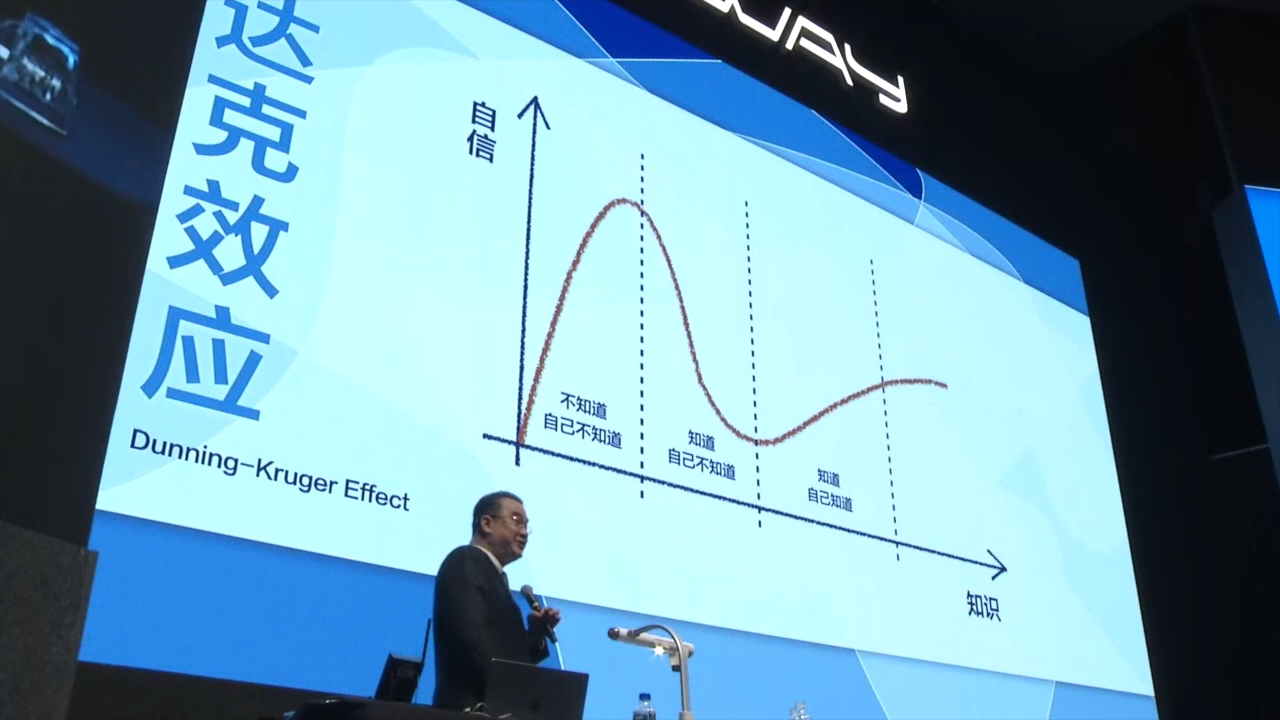 达克效应
Dunning-Kruger Effect
自信
不知道
自己不知道
知道
自己不知道
知道
自己知道
知识